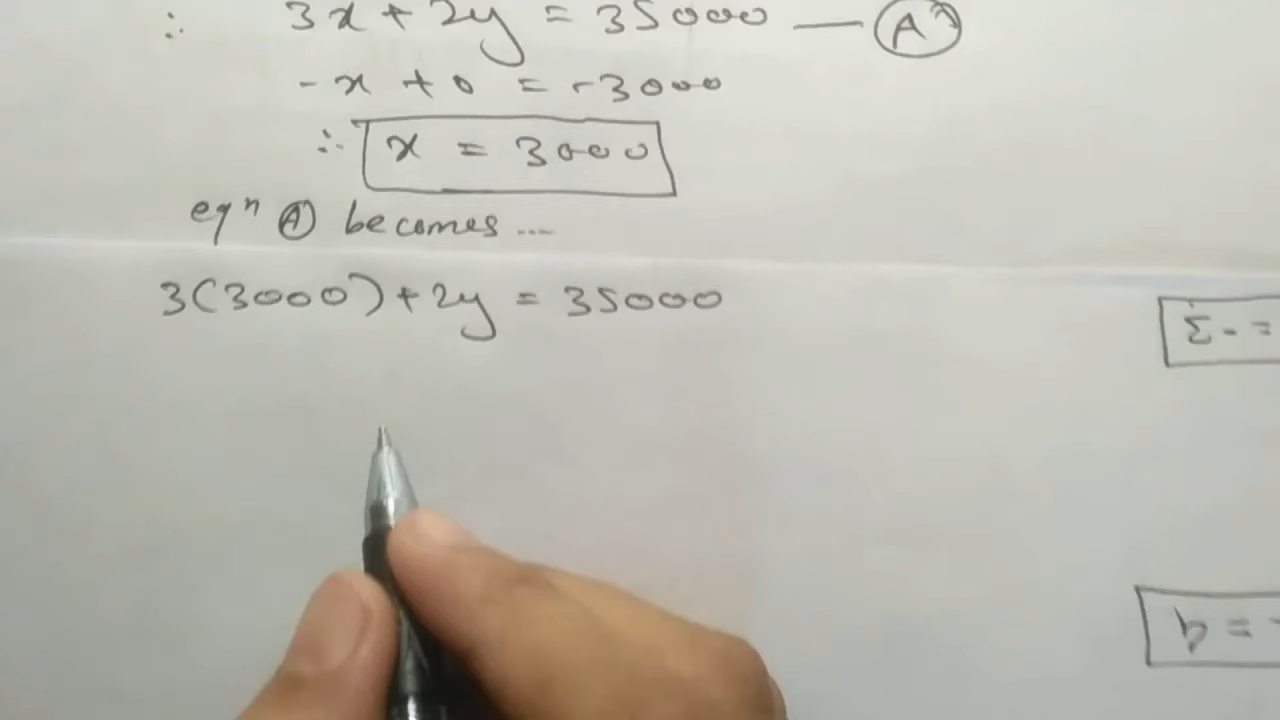 ∴ 3x + 2y = 35000 — Ⓐ
- x + 0 = -3000
∴ x = 3000
eqⁿ Ⓐ becomes ...
3(3000) + 2y = 35000
b =